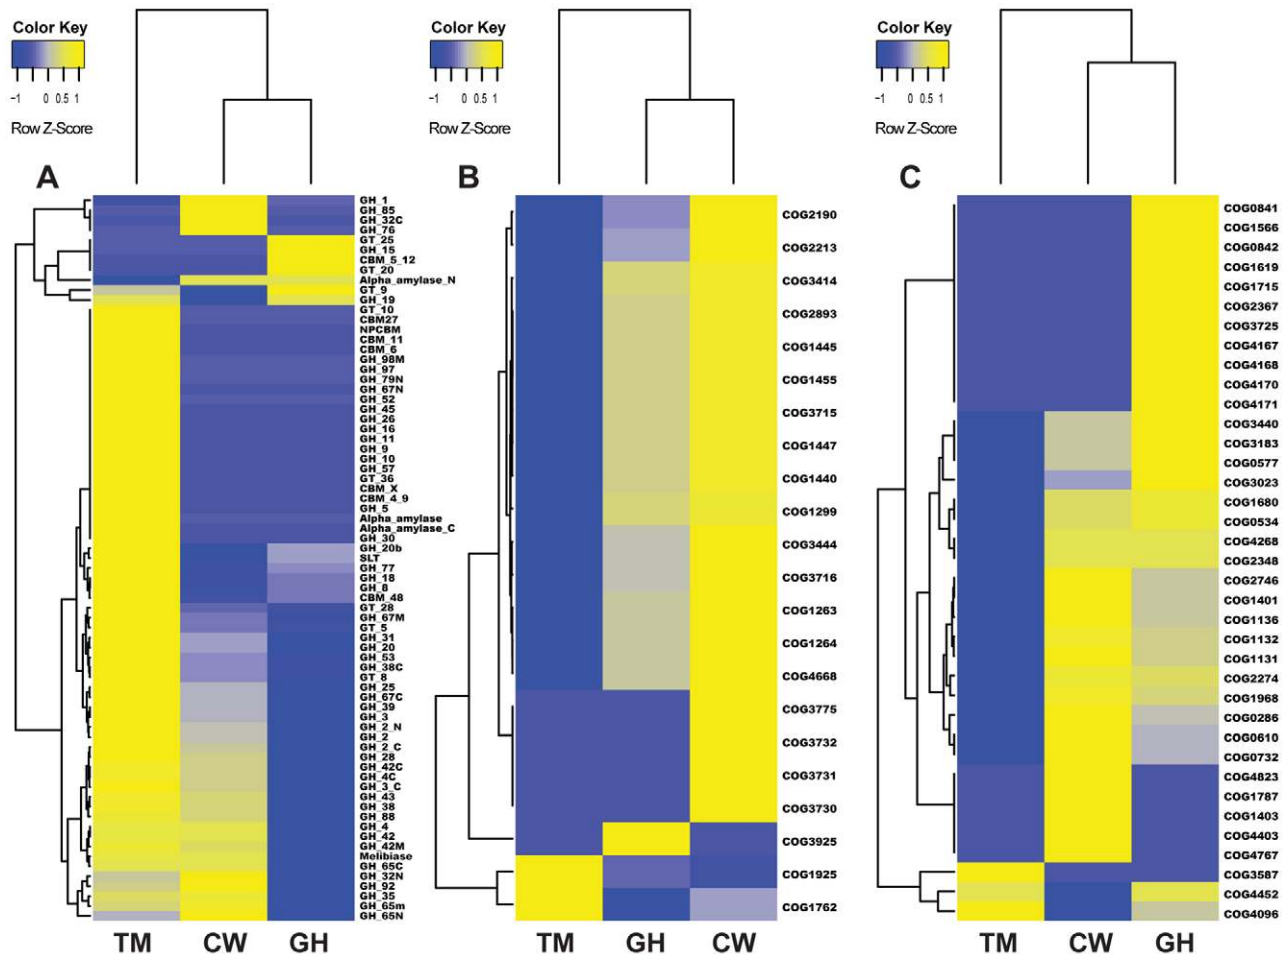 Color Key
-1 0 0.5 1
Row Z-Score
A
GH_1
GH_85
GH_32C
GH_76
GT_25
GH_15
CBM_5_12
GT_20
Alpha_amylase_N
GT_9
GH_19
GT_10
CBM27
NPCBM
CBM_11
CBM_6
GH_98M
GH_97
GH_79N
GH_67N
GH_52
GH_45
GH_26
GH_16
GH_11
GH_9
GH_10
GH_57
GT_36
CBM_X
CBM_4_9
GH_5
Alpha_amylase
Alpha_amylase_C
GH_30
GH_20b
SLT
GH_77
GH_18
GH_8
CBM_48
GT_28
GH_67M
GT_5
GH_31
GH_20
GH_53
GH_38C
GT_8
GH_25
GH_67C
GH_39
GH_3
GH_2_N
GH_2
GH_2_C
GH_28
GH_42C
GH_4C
GH_3_C
GH_43
GH_38
GH_88
GH_4
GH_42
GH_42M
Melibiase
GH_65C
GH_32N
GH_92
GH_35
GH_65m
GH_65N
TM CW GH
Color Key
-1 0 0.5 1
Row Z-Score
B
COG2190
COG2213
COG3414
COG2893
COG1445
COG1455
COG3715
COG1447
COG1440
COG1299
COG3444
COG3716
COG1263
COG1264
COG4668
COG3775
COG3732
COG3731
COG3730
COG3925
COG1925
COG1762
TM GH CW
Color Key
-1 0 0.5 1
Row Z-Score
C
COG0841
COG1566
COG0842
COG1619
COG1715
COG2367
COG3725
COG4167
COG4168
COG4170
COG4171
COG3440
COG3183
COG0577
COG3023
COG1680
COG0534
COG4268
COG2348
COG2746
COG1401
COG1136
COG1132
COG1131
COG2274
COG1968
COG0286
COG0610
COG0732
COG4823
COG1787
COG1403
COG4403
COG4767
COG3587
COG4452
COG4096
TM CW GH